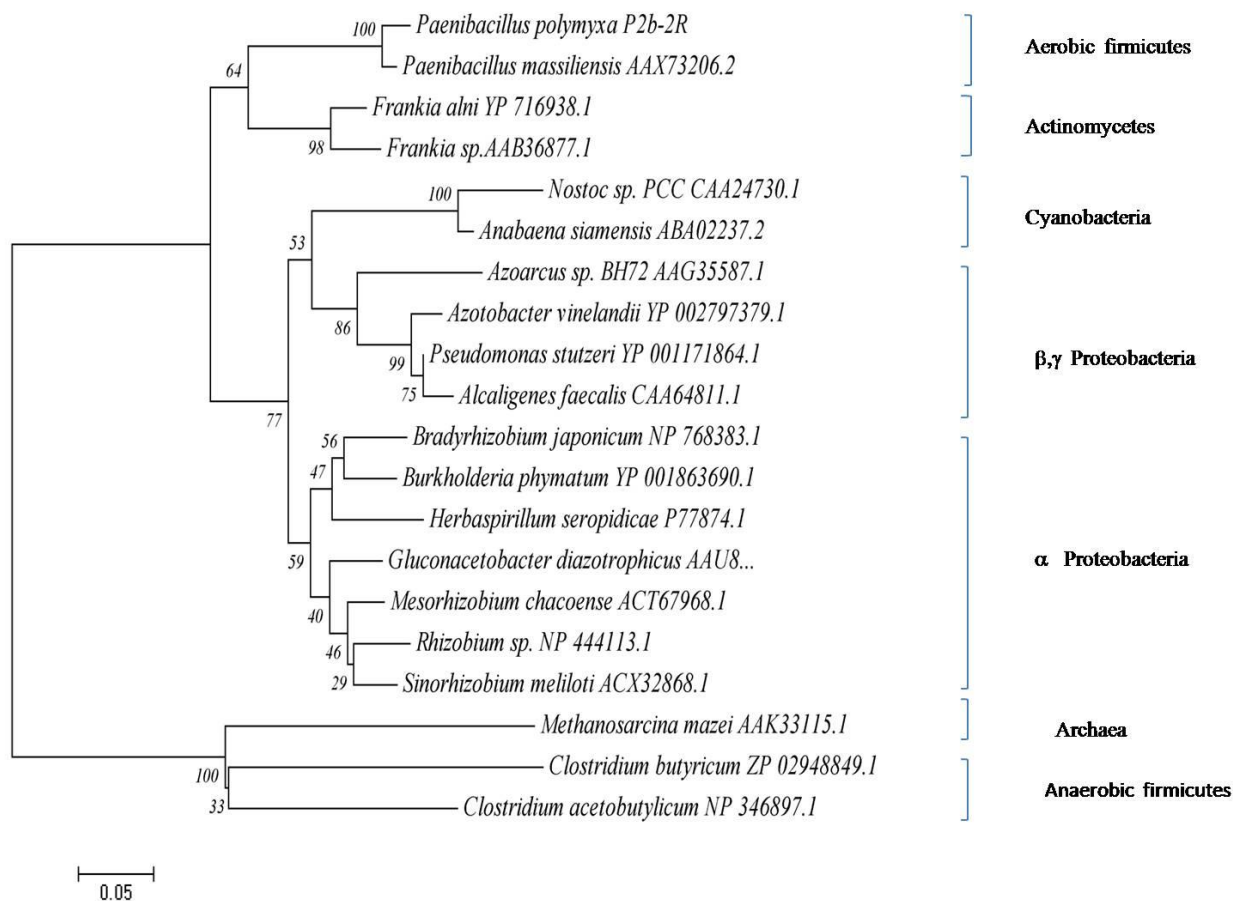 Paenibacillus polymyxa P2b-2R
100
Aerobic firmicutes
Paenibacillus massiliensis AAX73206.2
64
Frankia alni YP 716938.1
Actinomycetes
98
Frankia sp.AAB36877.1
Nostoc sp. PCC CAA24730.1
100
Cyanobacteria
Anabaena siamensis ABA02237.2
53
Azoarcus sp. BH72 AAG35587.1
Azotobacter vinelandii YP 002797379.1
86
Pseudomonas stutzeri YP 001171864.1
β,γ Proteobacteria
99
75
Alcaligenes faecalis CAA64811.1
77
Bradyrhizobium japonicum NP 768383.1
56
47
Burkholderia phymatum YP 001863690.1
Herbaspirillum seropidicae P77874.1
59
Gluconacetobacter diazotrophicus AAU8...
α Proteobacteria
Mesorhizobium chacoense ACT67968.1
40
Rhizobium sp. NP 444113.1
46
29
Sinorhizobium meliloti ACX32868.1
Methanosarcina mazei AAK33115.1
Archaea
100
Clostridium butyricum ZP 02948849.1
Anaerobic firmicutes
33
Clostridium acetobutylicum NP 346897.1
0.05